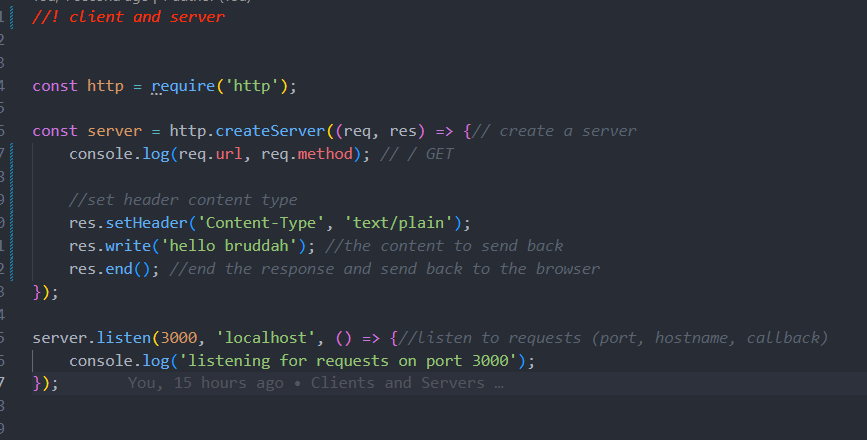 //! client and server
const http = require('http');
const server = http.createServer((req, res) => {// create a server
console.log(req.url, req.method); // / GET
//set header content type
res.setHeader('Content-Type', 'text/plain');
res.write('hello bruddah'); //the content to send back
res.end(); //end the response and send back to the browser
});
server.listen(3000, 'localhost', () => {//listen to requests (port, hostname, callback)
console.log('listening for requests on port 3000');
}); You, 15 hours ago • Clients and Servers …